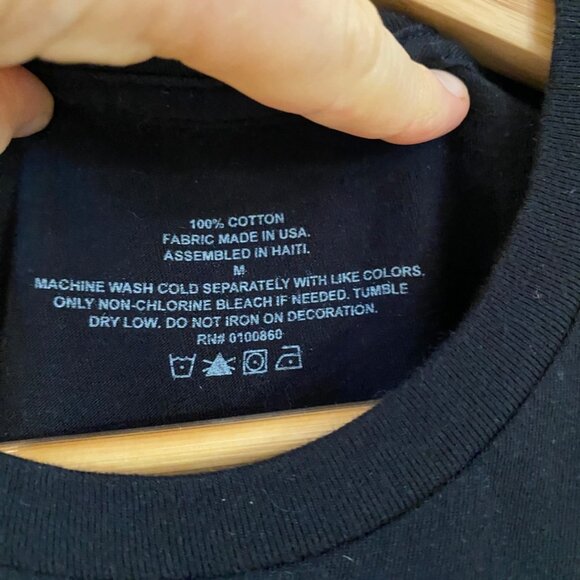 100% COTTON
FABRIC MADE IN USA.
ASSEMBLED IN HAITI.
M
MACHINE WASH COLD SEPARATELY WITH LIKE COLORS.
ONLY NON-CHLORINE BLEACH IF NEEDED. TUMBLE
DRY LOW. DO NOT IRON ON DECORATION.
RN# 0100860